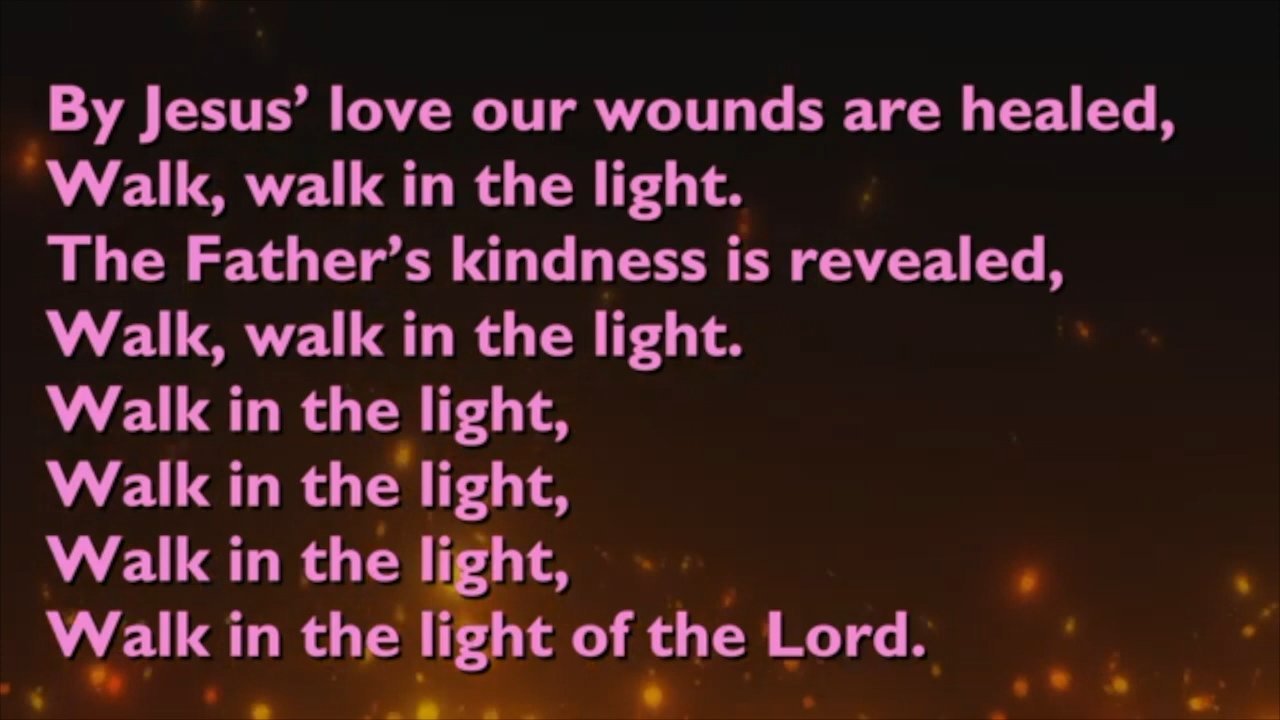 By Jesus’ love our wounds are healed,
Walk, walk in the light.
The Father’s kindness is revealed,
Walk, walk in the light.
Walk in the light,
Walk in the light,
Walk in the light,
Walk in the light of the Lord.